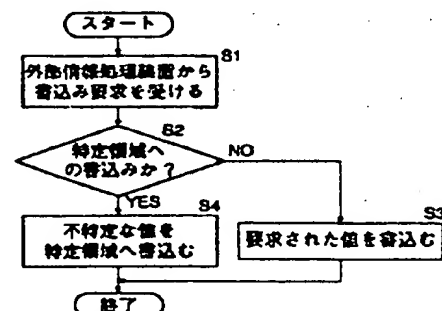 スタート
S1
外部情報処理装置から
書込み要求を受ける
S2
特定領域へ
の書込みか?
NO
YES
S4
不特定な値を
特定領域へ書込む
S3
要求された値を書込む
終了